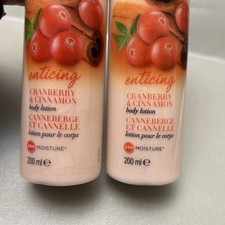 enticing
CRANBERRY
& CINNAMON
body lotion
CANNEBERGE
ET CANNELLE
lotion pour le corps
MOISTURE
200 ml e
enticing
CRANBERRY
& CINNAMON
body lotion
CANNEBERGE
ET CANNELLE
lotion pour le corps
MOISTURE
200 ml e